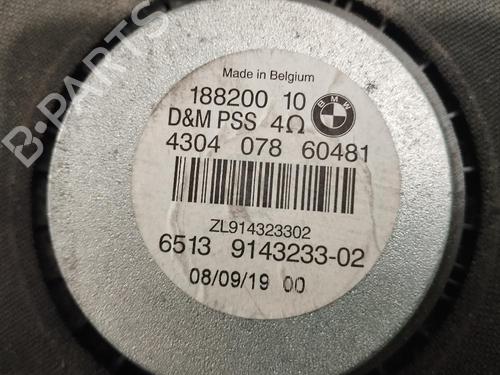 Made in Belgium
188200 10
BMW
D&M PSS 4Ω
4304 078 60481
ZL914323302
6513 9143233-02
08/09/19 00
B-PARTS